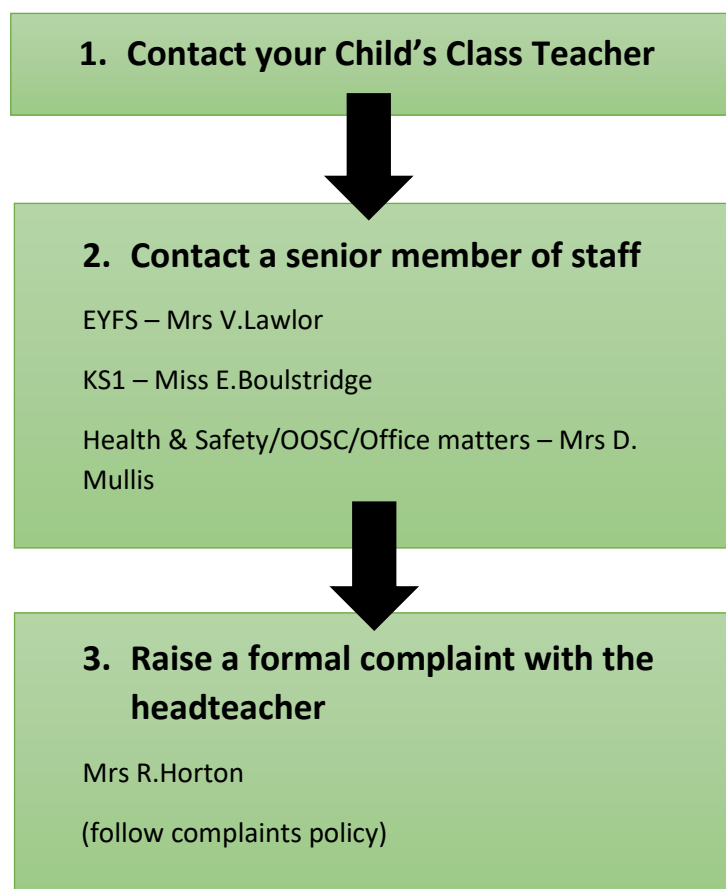 1. Contact your Child’s Class Teacher
2. Contact a senior member of staff
EYFS – Mrs V.Lawlor
KS1 – Miss E.Boulstridge
Health & Safety/OOSC/Office matters – Mrs D.
Mullis
3. Raise a formal complaint with the
headteacher
Mrs R.Horton
(follow complaints policy)